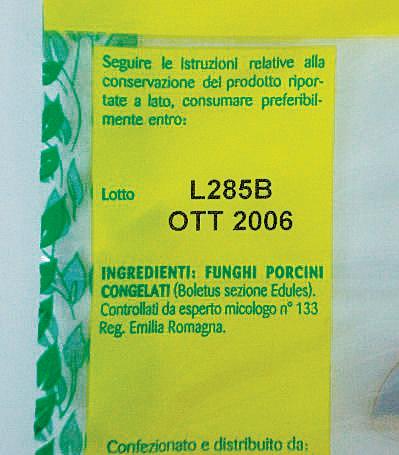 Seguire le istruzioni relative alla
conservazione del prodotto ripor-
tate a lato, consumare preferibil-
mente entro:
Lotto L285B
OTT 2006
INGREDIENTI: FUNGHI PORCINI
CONGELATI (Boletus sezione Edules).
Controllati da esperto micologo n° 133
Reg. Emilia Romagna.
Confezionato e distribuito da: